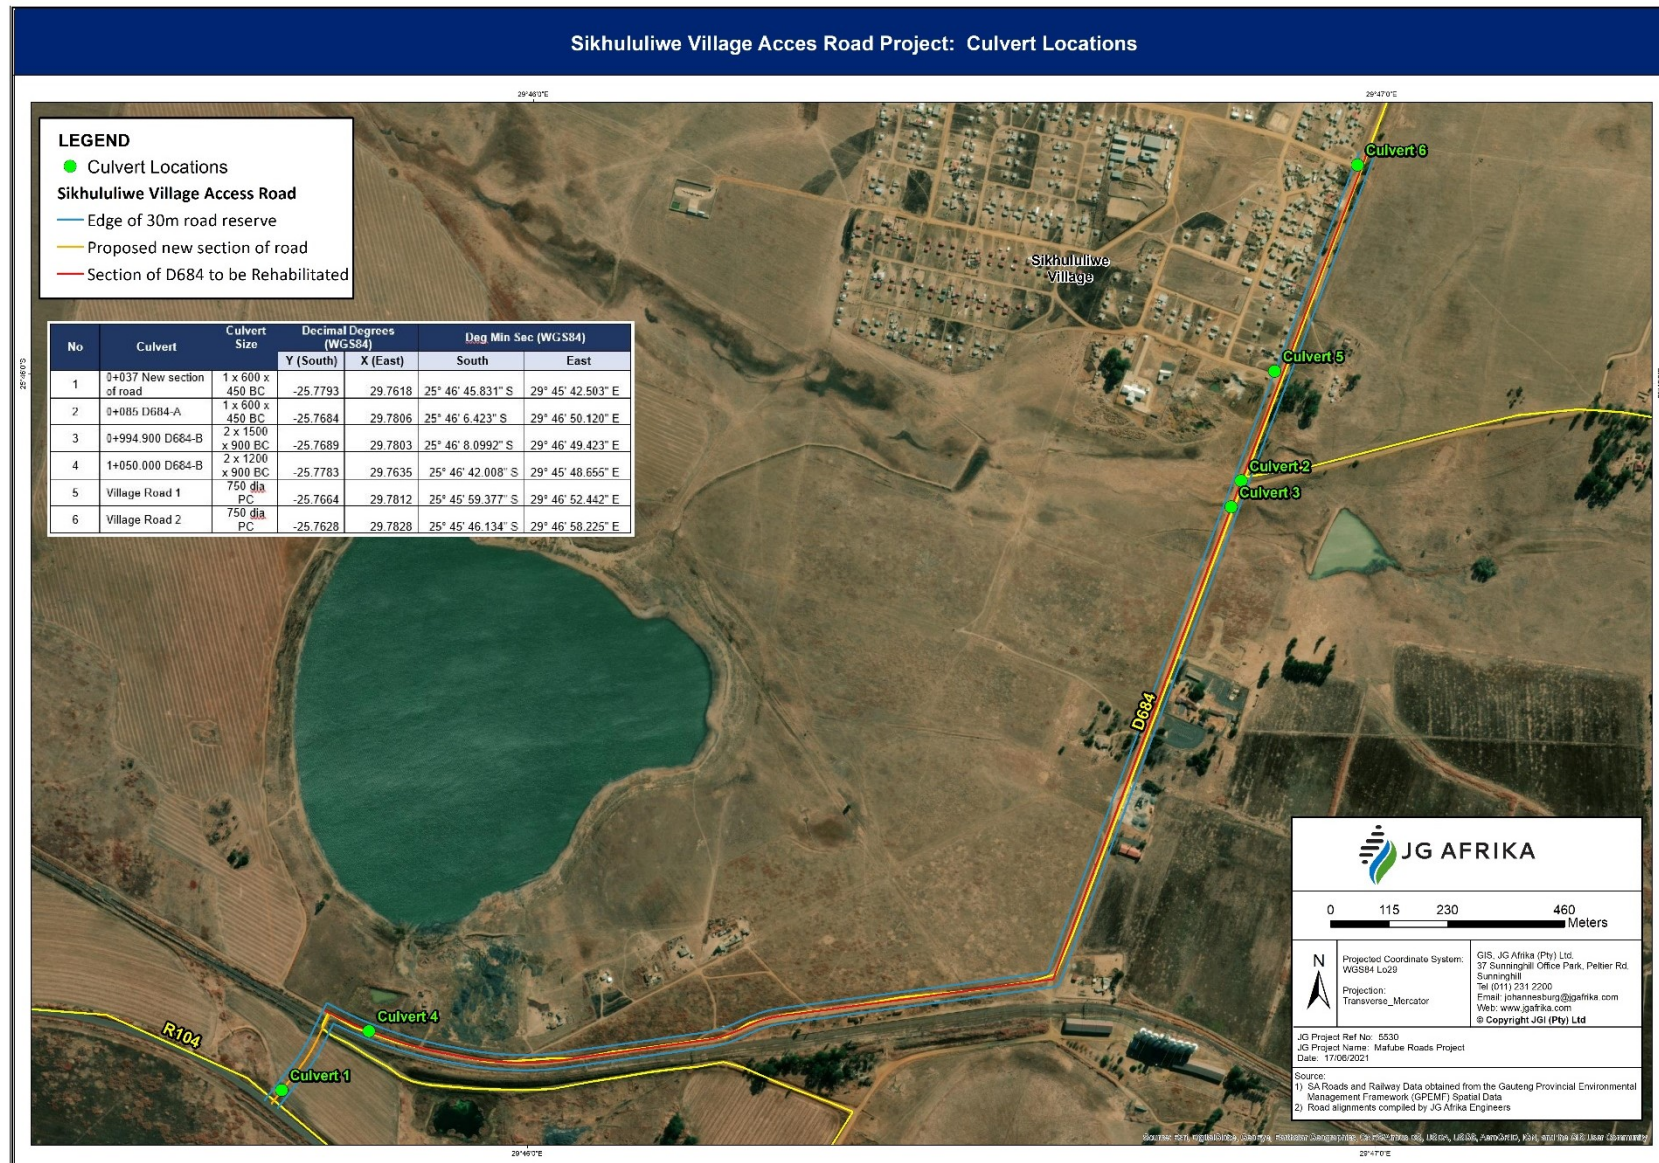 Sikhululiwe Village Acces Road Project: Culvert Locations
29°46'0"E
29°47'0"E
LEGEND
Culvert Locations
Sikhululiwe Village Access Road
Edge of 30m road reserve
Proposed new section of road
Section of D684 to be Rehabilitated
No Culvert Culvert Size Decimal Degrees (WGS84) Deg Min Sec (WGS84)
Y (South) X (East) South East
1 0+037 New section of road 1 x 600 x 450 BC -25.7793 29.7618 25° 46' 45.831" S 29° 45' 42.503" E
2 0+085 D684-A 1 x 600 x 450 BC -25.7684 29.7806 25° 46' 6.423" S 29° 46' 50.120" E
3 0+994.900 D684-B 2 x 1500 x 900 BC -25.7689 29.7803 25° 46' 8.0992" S 29° 46' 49.423" E
4 1+050.000 D684-B 2 x 1200 x 900 BC -25.7783 29.7635 25° 46' 42.008" S 29° 45' 48.655" E
5 Village Road 1 750 dia PC -25.7664 29.7812 25° 45' 59.377" S 29° 46' 52.442" E
6 Village Road 2 750 dia PC -25.7628 29.7828 25° 45' 46.134" S 29° 46' 58.225" E
25°46'0"S
Culvert 6
Sikhululiwe
Village
Culvert 5
Culvert 2
Culvert 3
D684
Culvert 4
R104
Culvert 1
JG AFRIKA
0 115 230 460
Meters
N
Projected Coordinate System:
WGS84 Lo29
Projection:
Transverse_Mercator
GIS, JG Afrika (Pty) Ltd.
37 Sunninghill Office Park, Peltier Rd,
Sunninghill
Tel (011) 231 2200
Email: johannesburg@jgafrika.com
Web: www.jgafrika.com
© Copyright JGI (Pty) Ltd
JG Project Ref No: 5530
JG Project Name: Mafube Roads Project
Date: 17/06/2021
Source:
1) SA Roads and Railway Data obtained from the Gauteng Provincial Environmental
Management Framework (GPEMF) Spatial Data
2) Road alignments compiled by JG Afrika Engineers
29°46'0"E
29°47'0"E